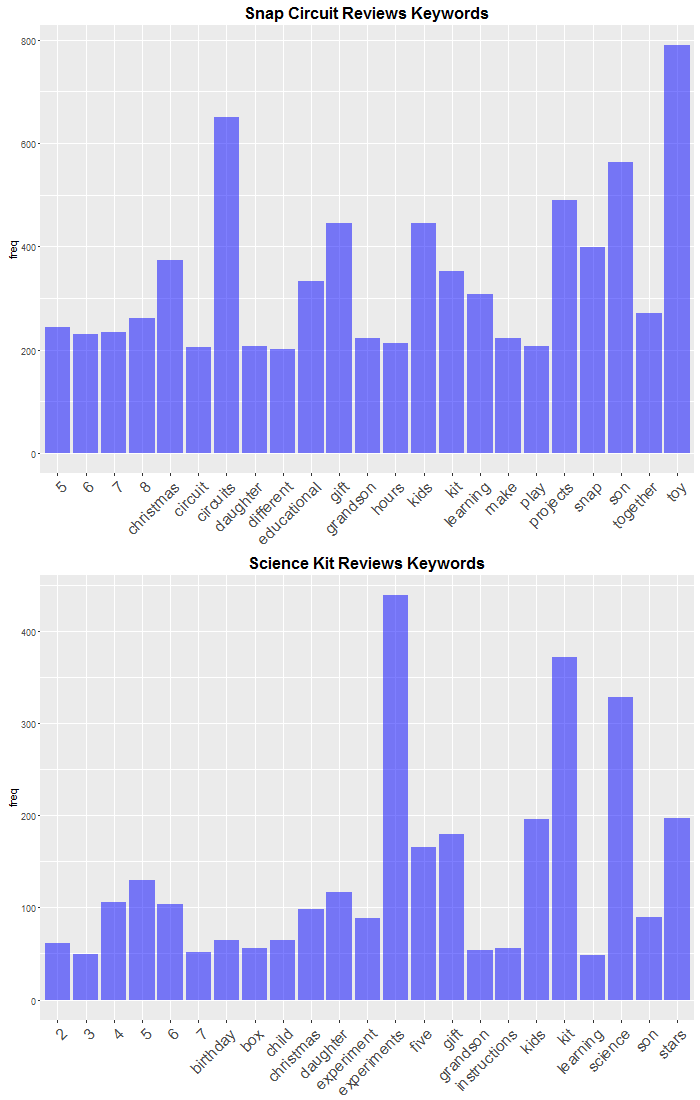 Snap Circuit Reviews Keywords
800
600
400
200
0
freq
5
6
7
8
christmas
circuit
circuits
daughter
different
educational
gift
grandson
hours
kids
kit
learning
make
play
projects
snap
son
together
toy
Science Kit Reviews Keywords
400
300
200
100
0
freq
2
3
4
5
6
7
birthday
box
child
christmas
daughter
experiment
experiments
five
gift
grandson
instructions
kids
kit
learning
science
son
stars